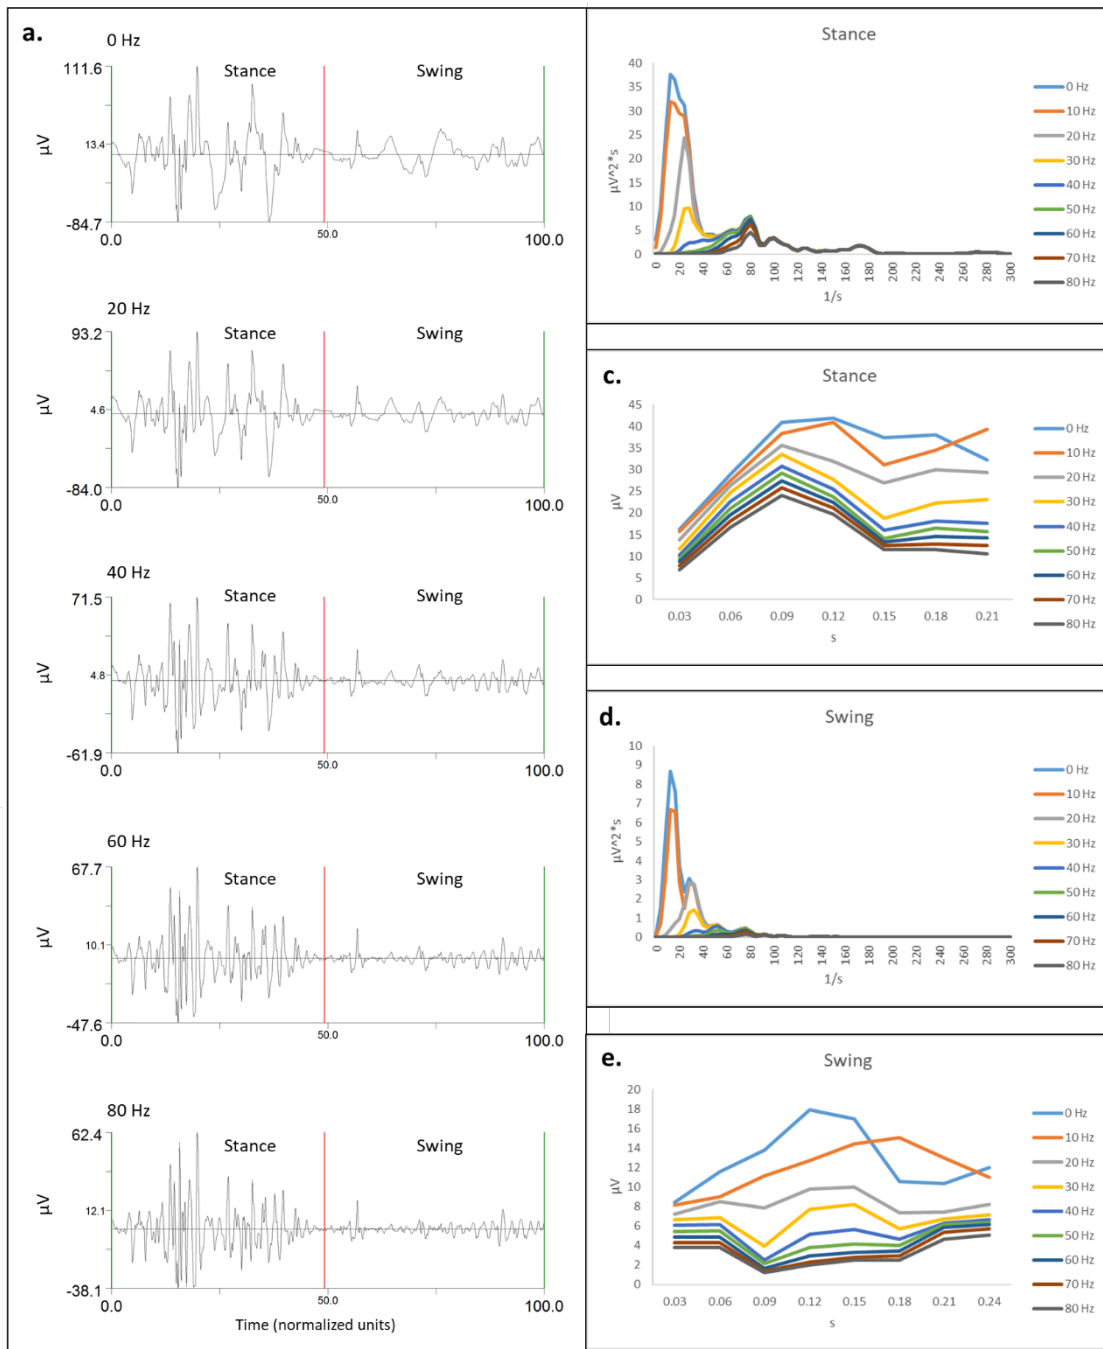 a.
0 Hz
111.6
Stance
Swing
µV
13.4
-84.7
0.0
50.0
100.0
20 Hz
93.2
Stance
Swing
µV
4.6
-84.0
0.0
50.0
100.0
40 Hz
71.5
Stance
Swing
µV
4.8
-61.9
0.0
50.0
100.0
60 Hz
67.7
Stance
Swing
µV
10.1
-47.6
0.0
50.0
100.0
80 Hz
62.4
Stance
Swing
µV
12.1
-38.1
0.0
50.0
100.0
Time (normalized units)
Stance
40
35
30
25
20
15
10
5
0
µV^2*s
0 20 40 60 80 100 120 140 160 180 200 220 240 260 280 300
1/s
0 Hz
10 Hz
20 Hz
30 Hz
40 Hz
50 Hz
60 Hz
70 Hz
80 Hz
c.
Stance
45
40
35
30
25
20
15
10
5
0
µV
0.03 0.06 0.09 0.12 0.15 0.18 0.21
s
0 Hz
10 Hz
20 Hz
30 Hz
40 Hz
50 Hz
60 Hz
70 Hz
80 Hz
d.
Swing
10
9
8
7
6
5
4
3
2
1
0
µV^2*s
0 20 40 60 80 100 120 140 160 180 200 220 240 260 280 300
1/s
0 Hz
10 Hz
20 Hz
30 Hz
40 Hz
50 Hz
60 Hz
70 Hz
80 Hz
e.
Swing
20
18
16
14
12
10
8
6
4
2
0
µV
0.03 0.06 0.09 0.12 0.15 0.18 0.21 0.24
s
0 Hz
10 Hz
20 Hz
30 Hz
40 Hz
50 Hz
60 Hz
70 Hz
80 Hz